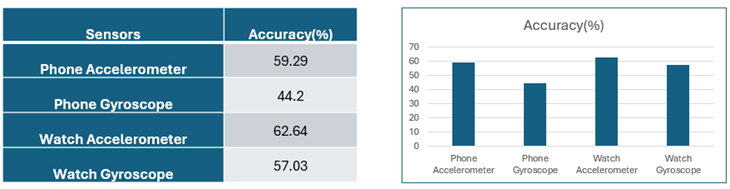 Sensors Accuracy(%)
Phone Accelerometer 59.29
Phone Gyroscope 44.2
Watch Accelerometer 62.64
Watch Gyroscope 57.03
Accuracy(%)
70
60
50
40
30
20
10
0
Phone Phone Watch Watch
Accelerometer Gyroscope Accelerometer Gyroscope